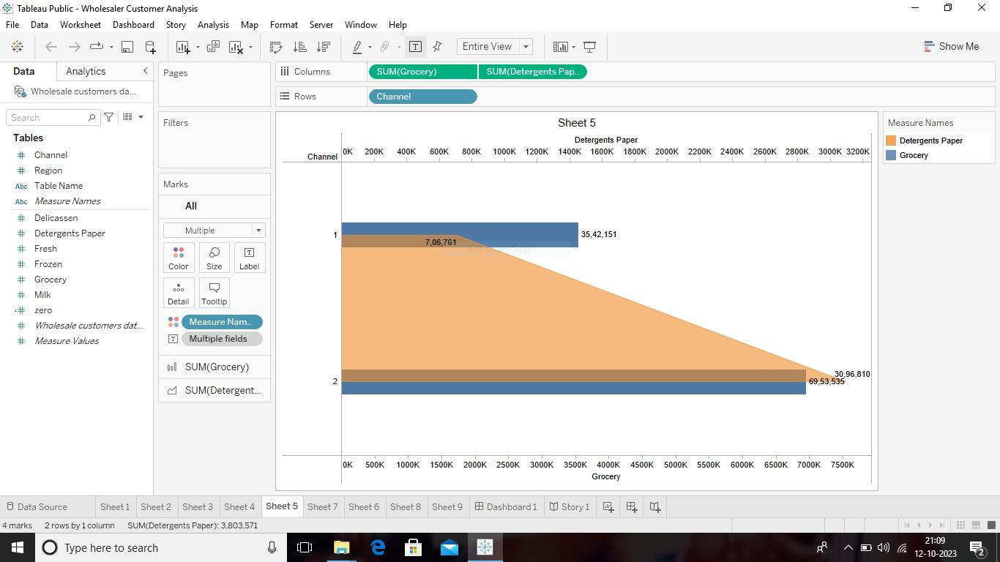 Tableau Public - Wholesaler Customer Analysis
File Data Worksheet Dashboard Story Analysis Map Format Server Window Help
Entire View
Show Me
Data Analytics
Wholesale customers da...
Search
Tables
Channel
Region
Abc Table Name
Abc Measure Names
Delicassen
Detergents Paper
Fresh
Frozen
Grocery
Milk
zero
Wholesale customers dat...
Measure Values
Pages
Filters
Marks
All
Multiple
Color Size Label
Detail Tooltip
Measure Nam..
Multiple fields
SUM(Grocery)
SUM(Detergent...
Columns SUM(Grocery) SUM(Detergents Pap..
Rows Channel
Sheet 5
Detergents Paper
Channel 0K 200K 400K 600K 800K 1000K 1200K 1400K 1600K 1800K 2000K 2200K 2400K 2600K 2800K 3000K 3200K
1 35,42,151
7,06,761
Full-screen Snip
30,96,810
2 69,53,535
0K 500K 1000K 1500K 2000K 2500K 3000K 3500K 4000K 4500K 5000K 5500K 6000K 6500K 7000K 7500K
Grocery
Measure Names
Detergents Paper
Grocery
Data Source Sheet 1 Sheet 2 Sheet 3 Sheet 4 Sheet 5 Sheet 7 Sheet 6 Sheet 8 Sheet 9 Dashboard 1 Story 1
4 marks 2 rows by 1 column SUM(Detergents Paper): 3,803,571
Type here to search
21:09
12-10-2023
2